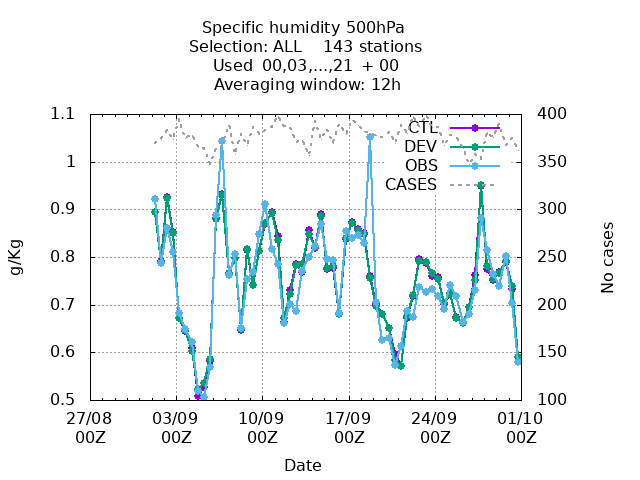 Specific humidity 500hPa
Selection: ALL    143 stations
Used  00,03,...,21  + 00
Averaging window: 12h
CTL
DEV
OBS
CASES
1.1
1
0.9
0.8
0.7
0.6
0.5
400
350
300
250
200
150
100
g/Kg
No cases
27/08 03/09 10/09 17/09 24/09 01/10
00Z 00Z 00Z 00Z 00Z 00Z
Date